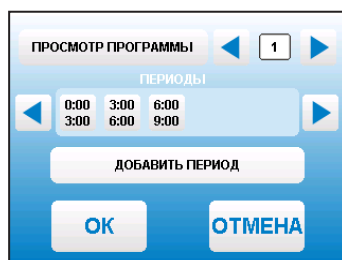 ПРОСМОТР ПРОГРАММЫ 1
ПЕРИОДЫ
0:00 3:00 6:00
3:00 6:00 9:00
ДОБАВИТЬ ПЕРИОД
ОК ОТМЕНА